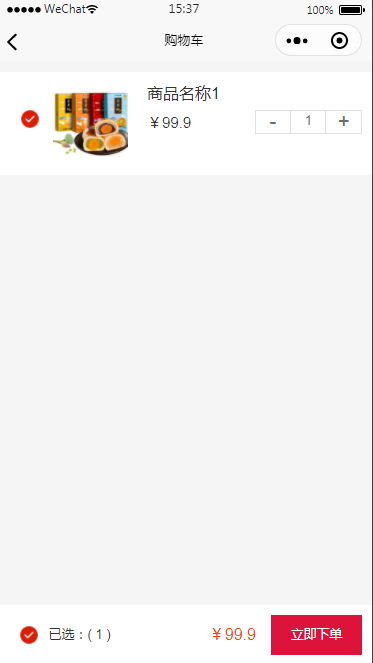 WeChat 15:37 100%
购物车
商品名称1
￥99.9 - 1 +
已选：( 1 ) ￥99.9 立即下单